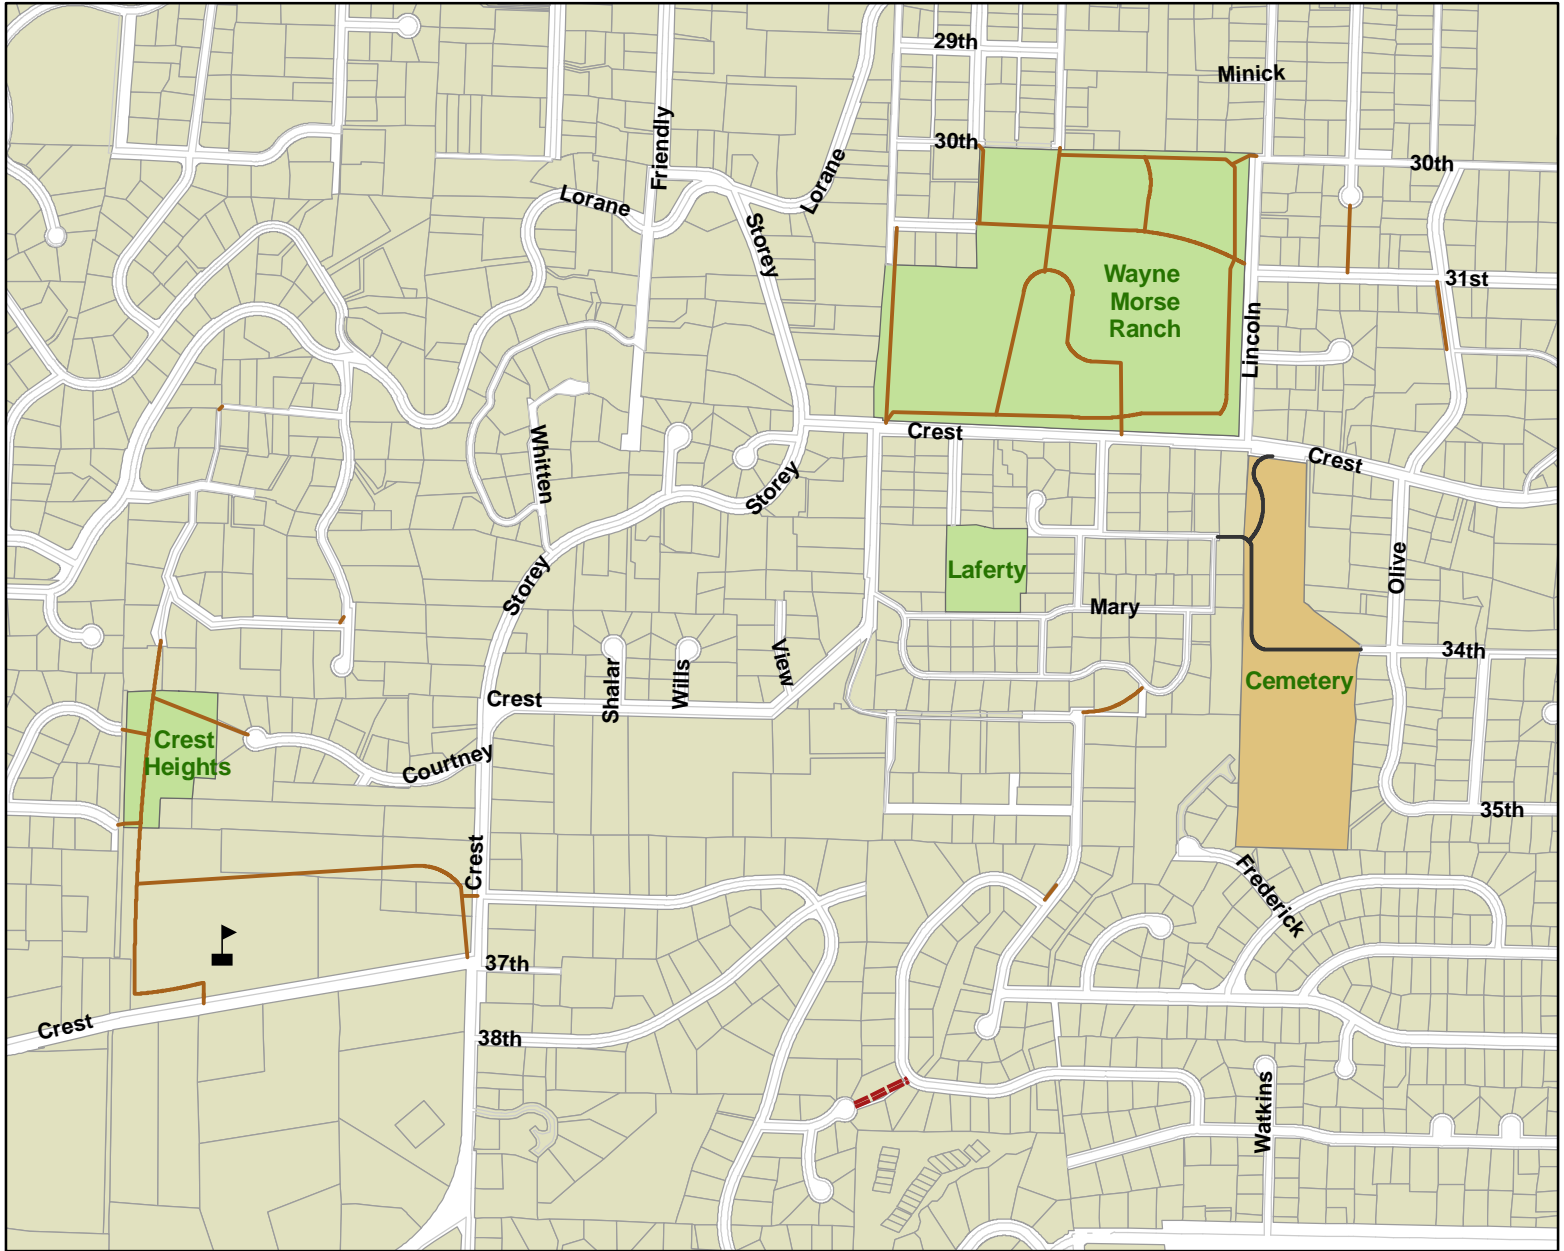 29th
Minick
Friendly
30th
30th
Lorane
Lorane
Storey
Wayne
Morse
Ranch
31st
Lincoln
Crest
Whitten
Crest
Storey
Laferty
Olive
Storey
Mary
View
34th
Shalar
Wills
Cemetery
Crest
Crest
Heights
Courtney
35th
Crest
Frederick
37th
Crest
38th
Watkins